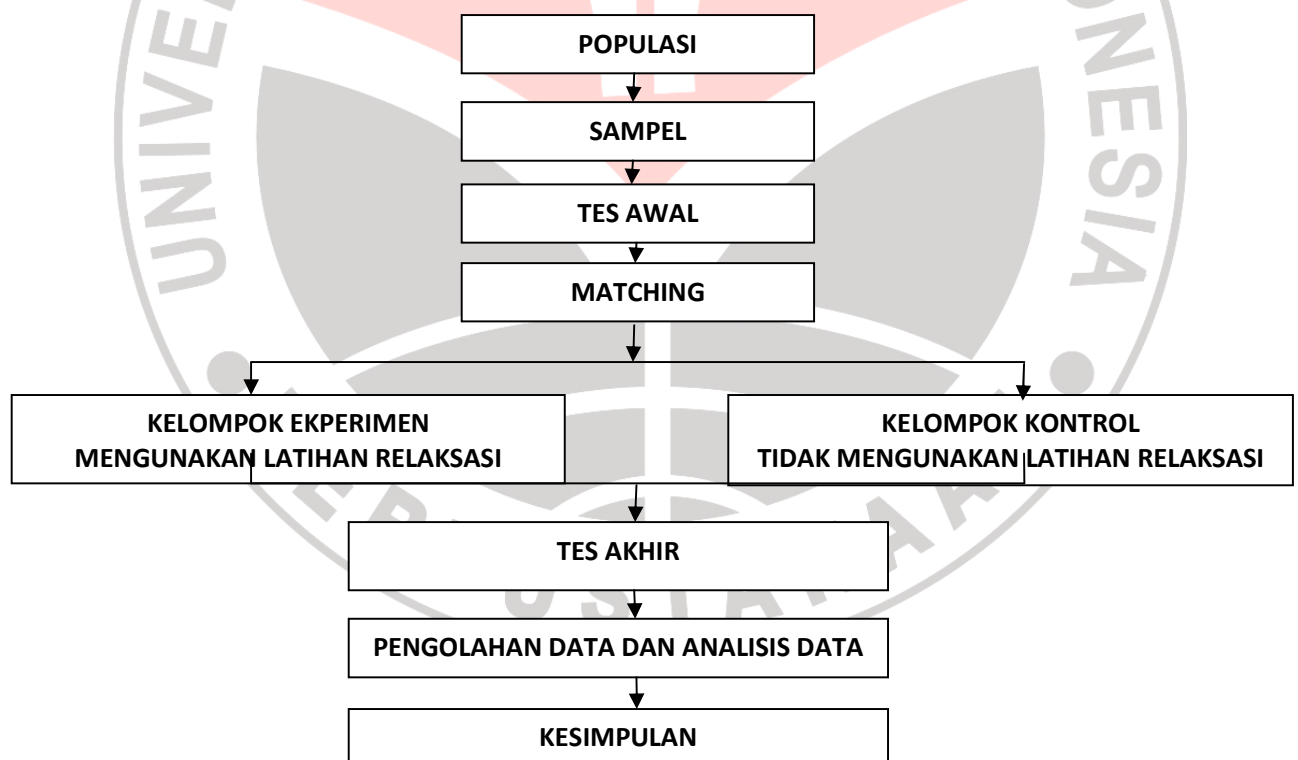 POPULASI
SAMPEL
TES AWAL
MATCHING
KELOMPOK EKPERIMEN
MENGUNAKAN LATIHAN RELAKSASI
KELOMPOK KONTROL
TIDAK MENGUNAKAN LATIHAN RELAKSASI
TES AKHIR
PENGOLAHAN DATA DAN ANALISIS DATA
KESIMPULAN